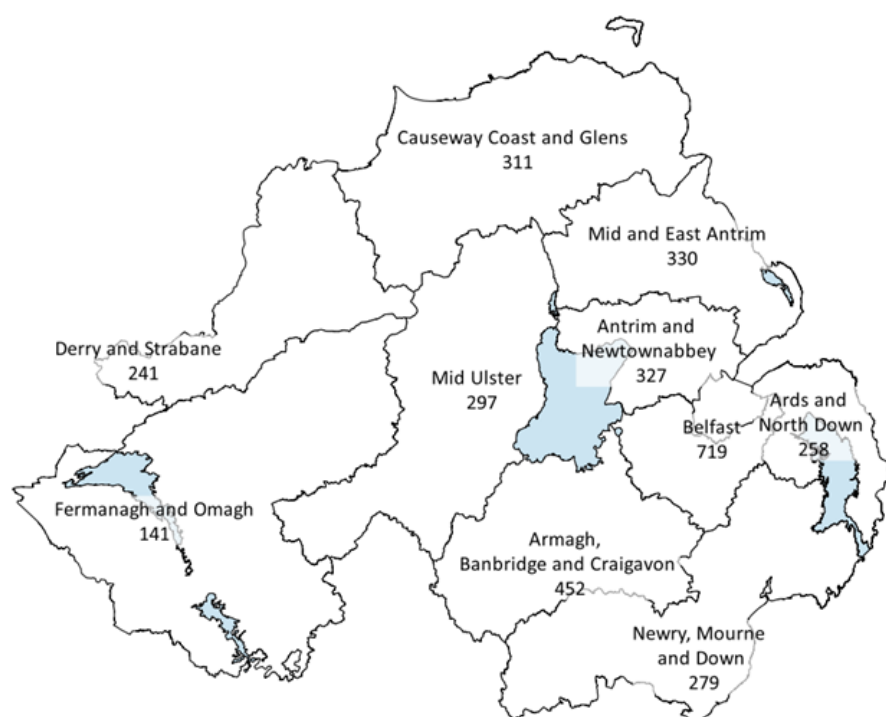 Causeway Coast and Glens
311
Mid and East Antrim
330
Antrim and
Newtownabbey
327
Derry and Strabane
241
Mid Ulster
297
Belfast
719
Ards and
North Down
258
Fermanagh and Omagh
141
Armagh,
Banbridge and Craigavon
452
Newry, Mourne
and Down
279